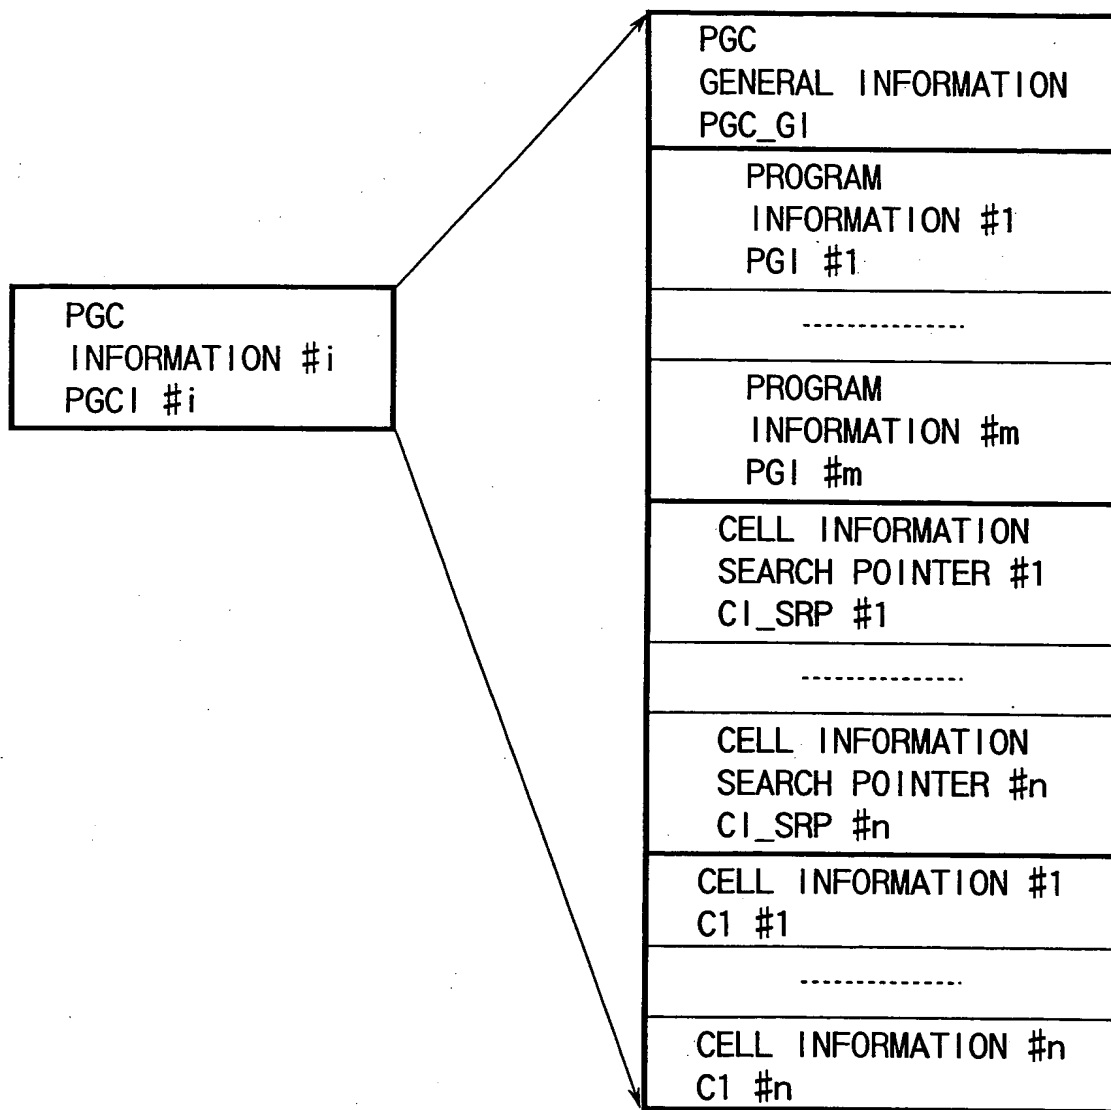 PGC
INFORMATION #i
PGCI #i
PGC
GENERAL INFORMATION
PGC_GI
PROGRAM
INFORMATION #1
PGI #1
---------------
PROGRAM
INFORMATION #m
PGI #m
CELL INFORMATION
SEARCH POINTER #1
CI_SRP #1
---------------
CELL INFORMATION
SEARCH POINTER #n
CI_SRP #n
CELL INFORMATION #1
C1 #1
---------------
CELL INFORMATION #n
C1 #n